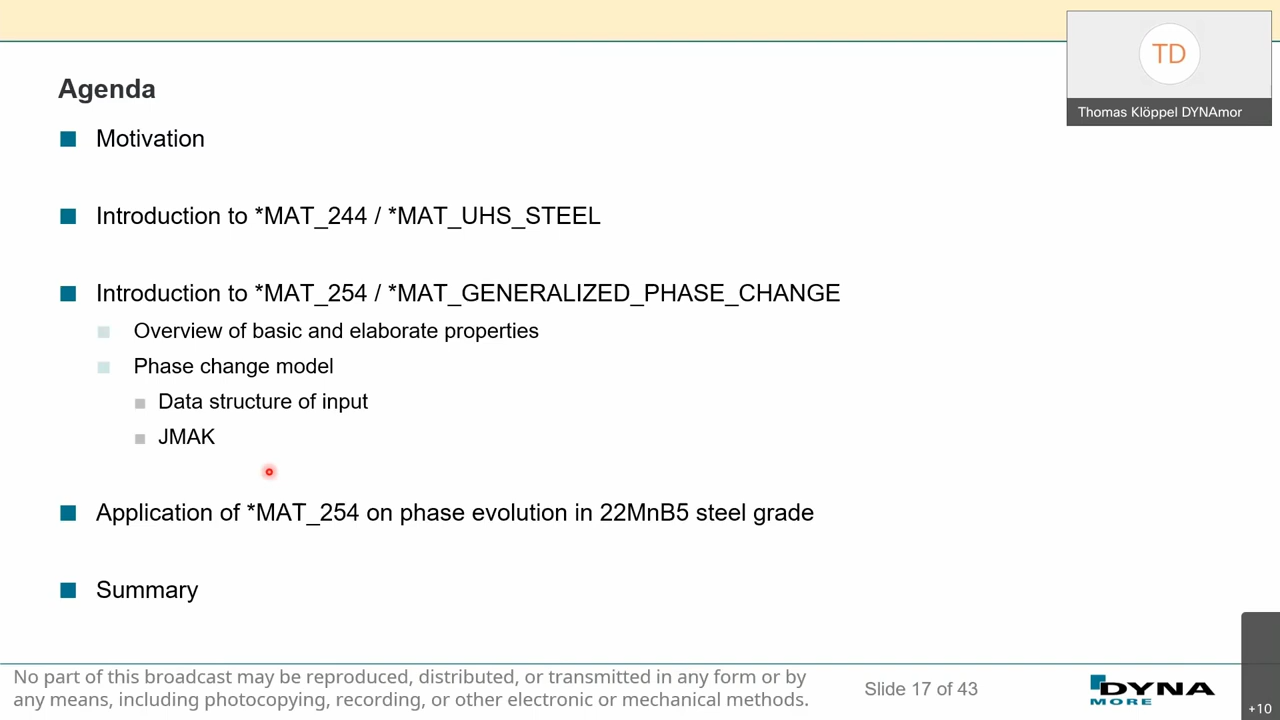 TD
Thomas Klöppel DYNAmor
Agenda
Motivation
Introduction to *MAT_244 / *MAT_UHS_STEEL
Introduction to *MAT_254 / *MAT_GENERALIZED_PHASE_CHANGE
Overview of basic and elaborate properties
Phase change model
Data structure of input
JMAK
Application of *MAT_254 on phase evolution in 22MnB5 steel grade
Summary
No part of this broadcast may be reproduced, distributed, or transmitted in any form or by
any means, including photocopying, recording, or other electronic or mechanical methods.
Slide 17 of 43
DYNA
MORE
+10